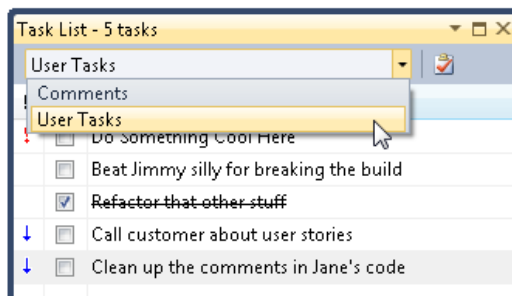 Task List - 5 tasks
User Tasks
Comments
User Tasks
Do Something Cool Here
Beat Jimmy silly for breaking the build
Refactor that other stuff
Call customer about user stories
Clean up the comments in Jane's code